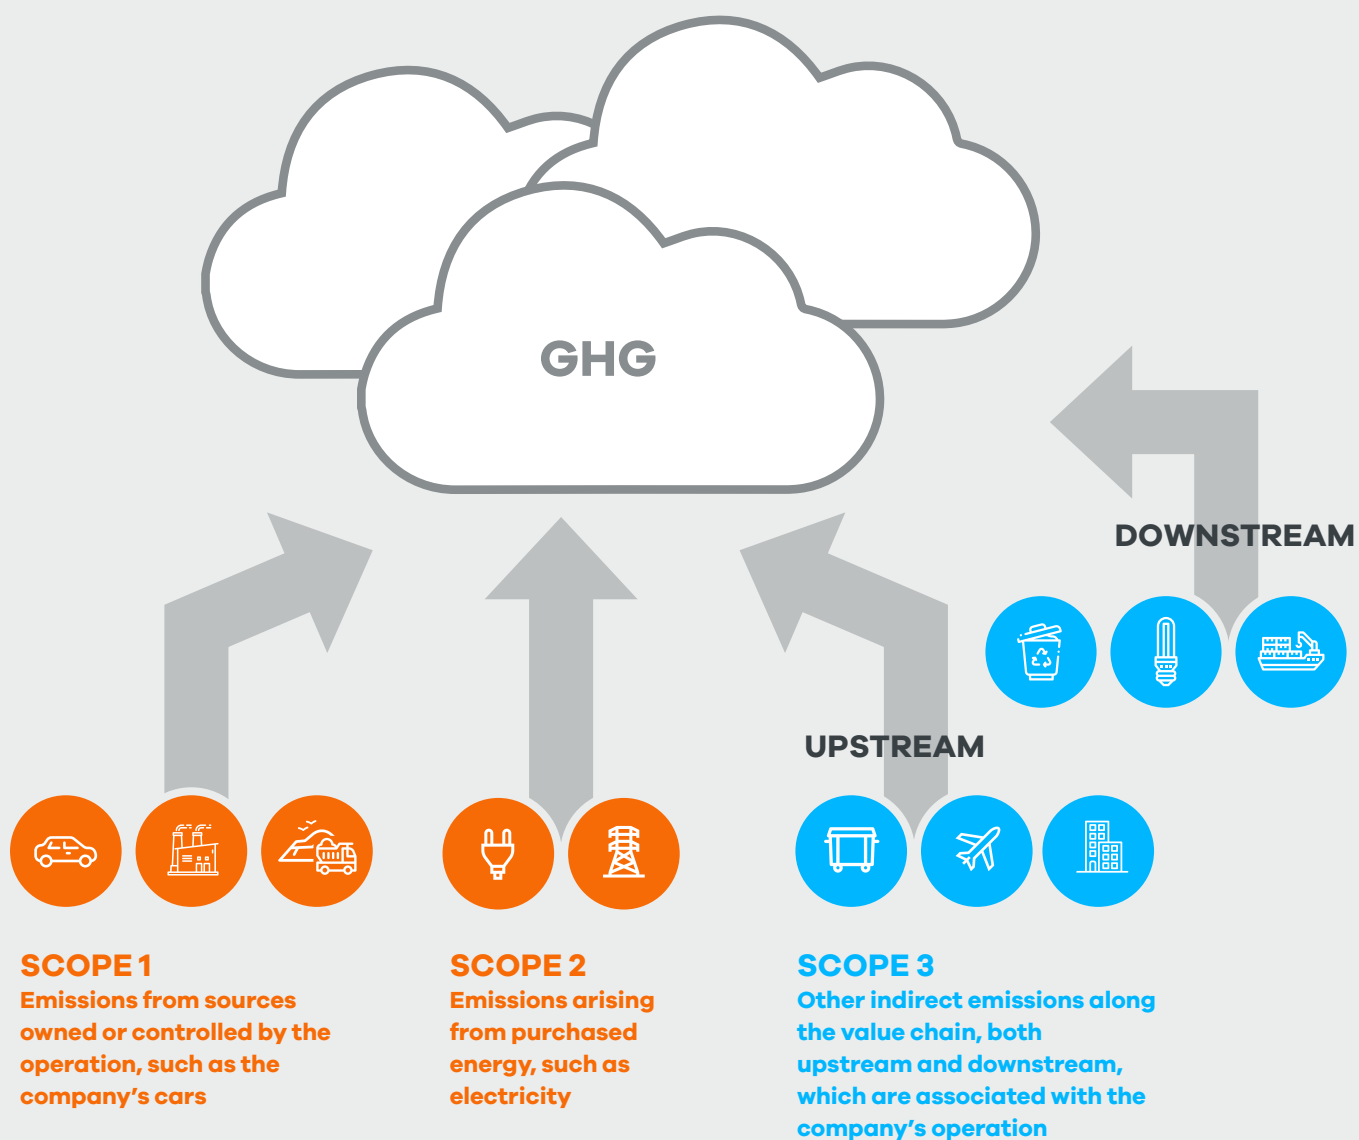 GHG
DOWNSTREAM
UPSTREAM
SCOPE 1
Emissions from sources
owned or controlled by the
operation, such as the
company's cars
SCOPE 2
Emissions arising
from purchased
energy, such as
electricity
SCOPE 3
Other indirect emissions along
the value chain, both
upstream and downstream,
which are associated with the
company's operation